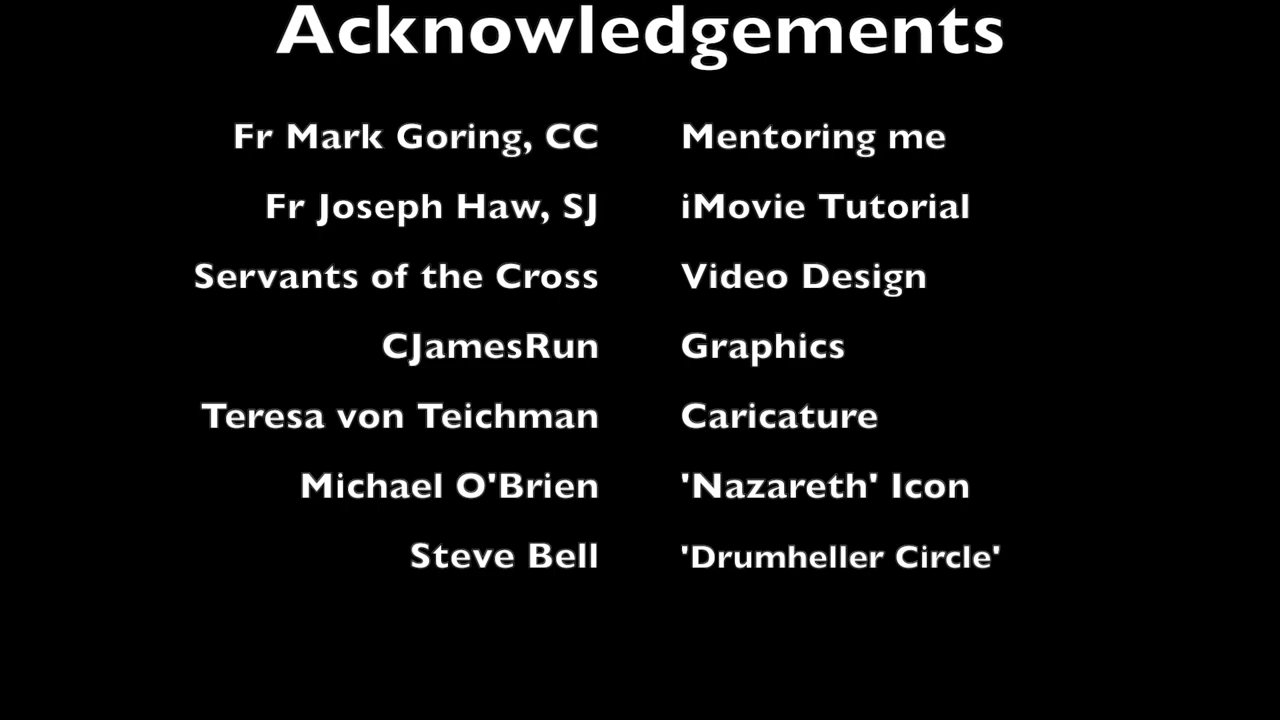 Acknowledgements
Fr Mark Goring, CC Mentoring me
Fr Joseph Haw, SJ iMovie Tutorial
Servants of the Cross Video Design
CJamesRun Graphics
Teresa von Teichman Caricature
Michael O'Brien 'Nazareth' Icon
Steve Bell 'Drumheller Circle'